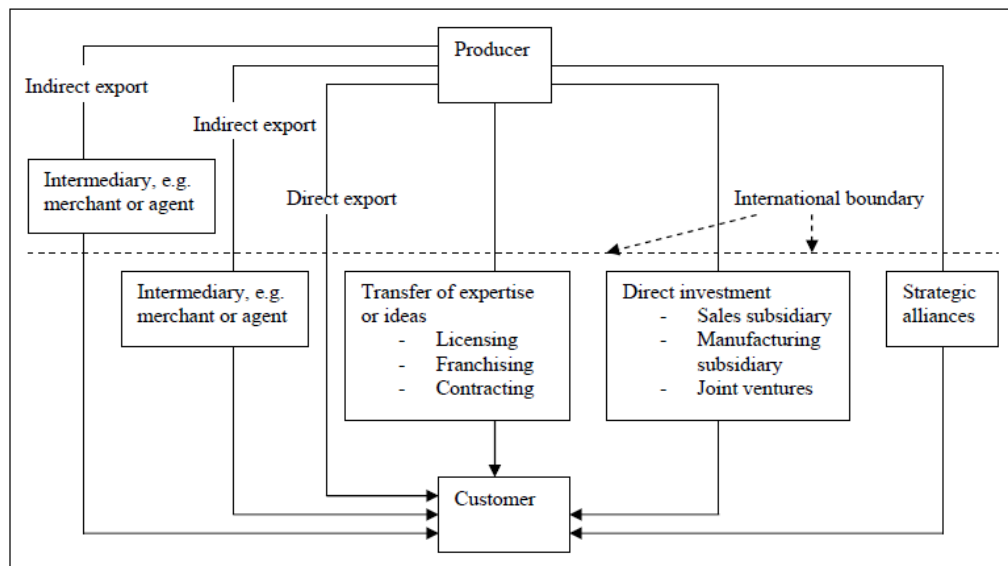 Producer
Indirect export
Indirect export
Intermediary, e.g.
merchant or agent
Direct export
International boundary
Intermediary, e.g.
merchant or agent
Transfer of expertise
or ideas
- Licensing
- Franchising
- Contracting
Direct investment
- Sales subsidiary
- Manufacturing
subsidiary
- Joint ventures
Strategic
alliances
Customer